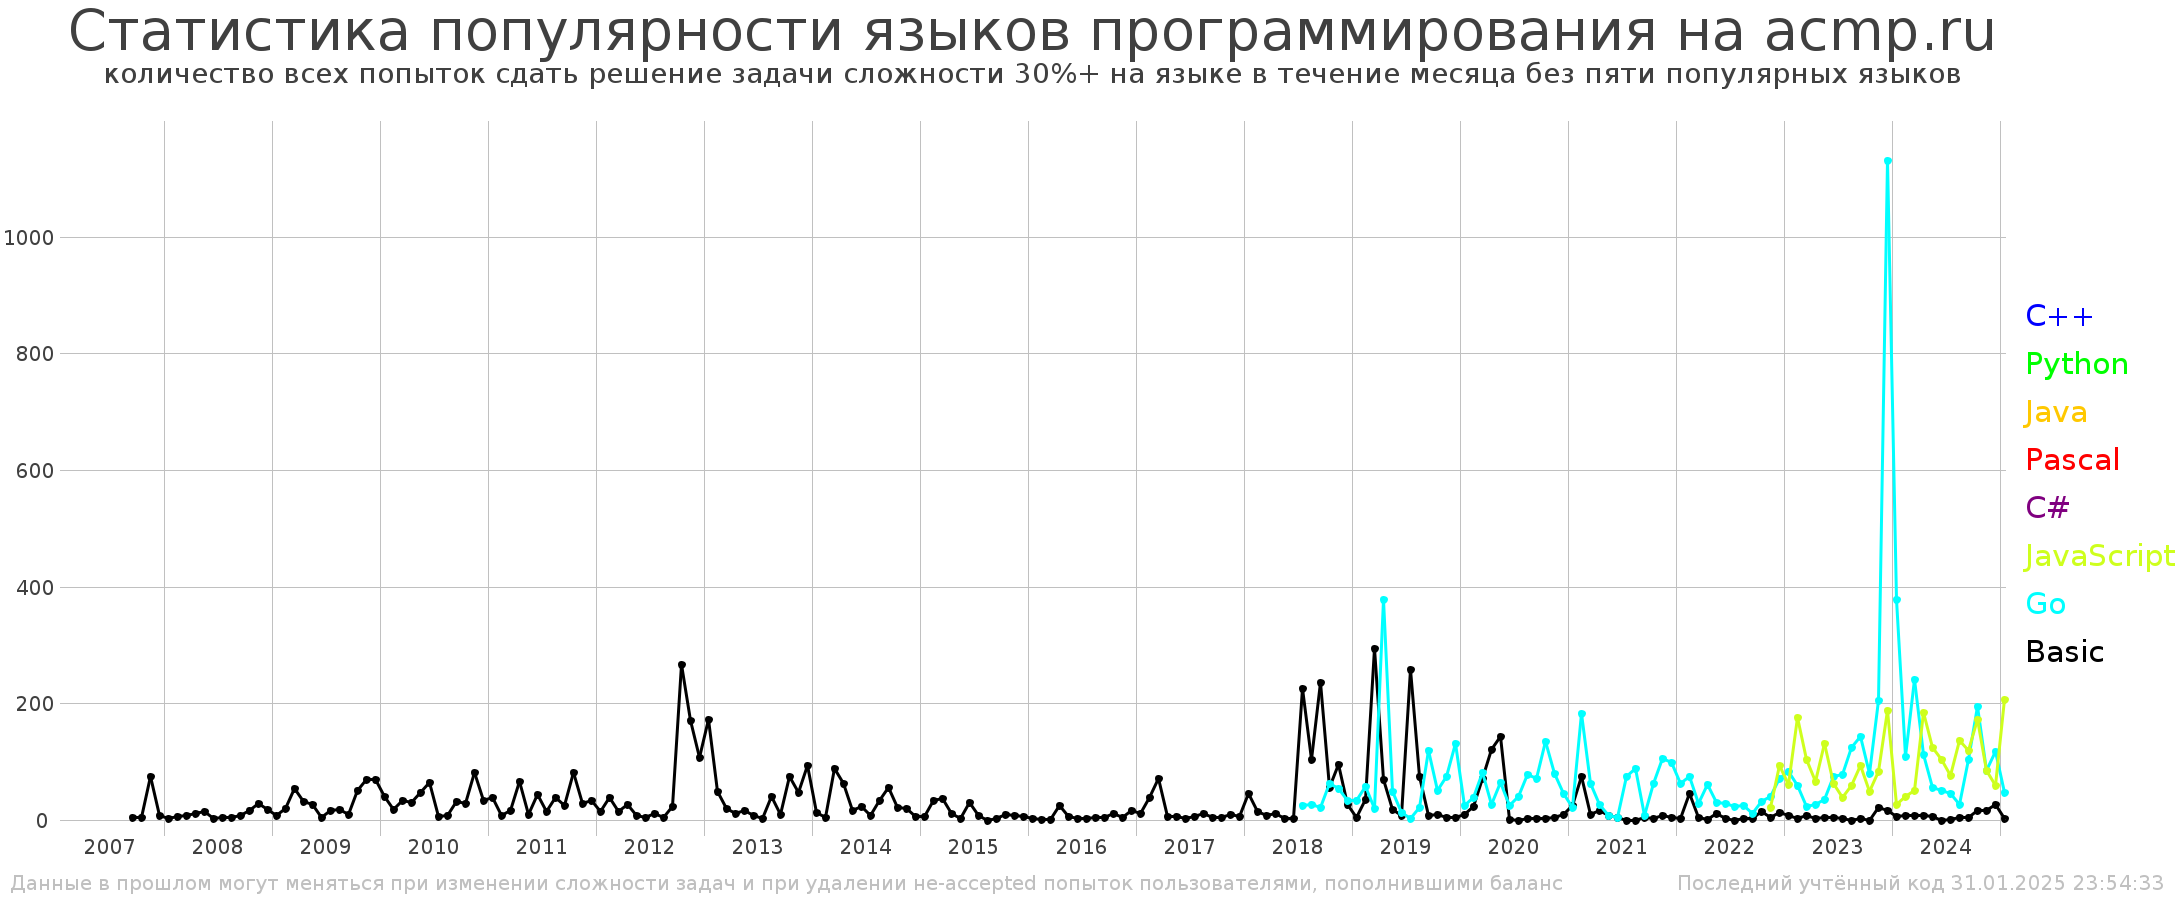 Статистика популярности языков программирования на acmp.ru
количество всех попыток сдать решение задачи сложности 30%+ на языке в течение месяца без пяти популярных языков
1000
800
600
400
200
0
C++
Python
Java
Pascal
C#
JavaScript
Go
Basic
2007 2008 2009 2010 2011 2012 2013 2014 2015 2016 2017 2018 2019 2020 2021 2022 2023 2024
Данные в прошлом могут меняться при изменении сложности задач и при удалении не-accepted попыток пользователями, пополнившими баланс
Последний учтённый код 31.01.2025 23:54:33